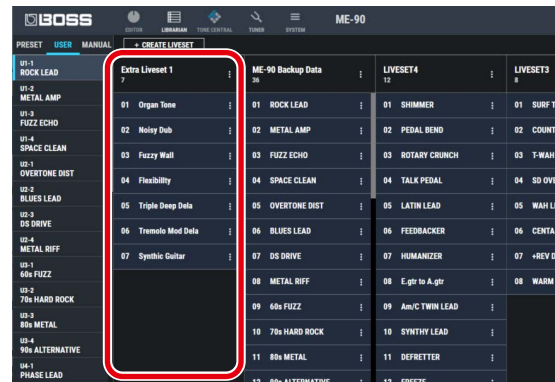 BOSS
EDITOR
LIBRARIAN
TONE CENTRAL
TUNER
SYSTEM
ME-90
PRESET USER MANUAL
+ CREATE LIVESET
U1-1
ROCK LEAD
U1-2
METAL AMP
U1-3
FUZZ ECHO
U1-4
SPACE CLEAN
U2-1
OVERTONE DIST
U2-2
BLUES LEAD
U2-3
DS DRIVE
U2-4
METAL RIFF
U3-1
60s FUZZ
U3-2
70s HARD ROCK
U3-3
80s METAL
U3-4
90s ALTERNATIVE
U4-1
PHASE LEAD
Extra Liveset 1
7
01 Organ Tone
02 Noisy Dub
03 Fuzzy Wall
04 Flexibility
05 Triple Deep Dela
06 Tremolo Mod Dela
07 Synthic Guitar
ME-90 Backup Data
36
01 ROCK LEAD
02 METAL AMP
03 FUZZ ECHO
04 SPACE CLEAN
05 OVERTONE DIST
06 BLUES LEAD
07 DS DRIVE
08 METAL RIFF
09 60s FUZZ
10 70s HARD ROCK
11 80s METAL
12 90s ALTERNATIVE
LIVESET4
12
01 SHIMMER
02 PEDAL BEND
03 ROTARY CRUNCH
04 TALK PEDAL
05 LATIN LEAD
06 FEEDBACKER
07 HUMANIZER
08 E.gtr to A.gtr
09 Am/C TWIN LEAD
10 SYNTHY LEAD
11 DEFRETTER
12 FREEZE
LIVESET3
8
01 SURF T
02 COUNT
03 T-WAH
04 SD OVE
05 WAH LE
06 CENTA
07 +REV D
08 WARM